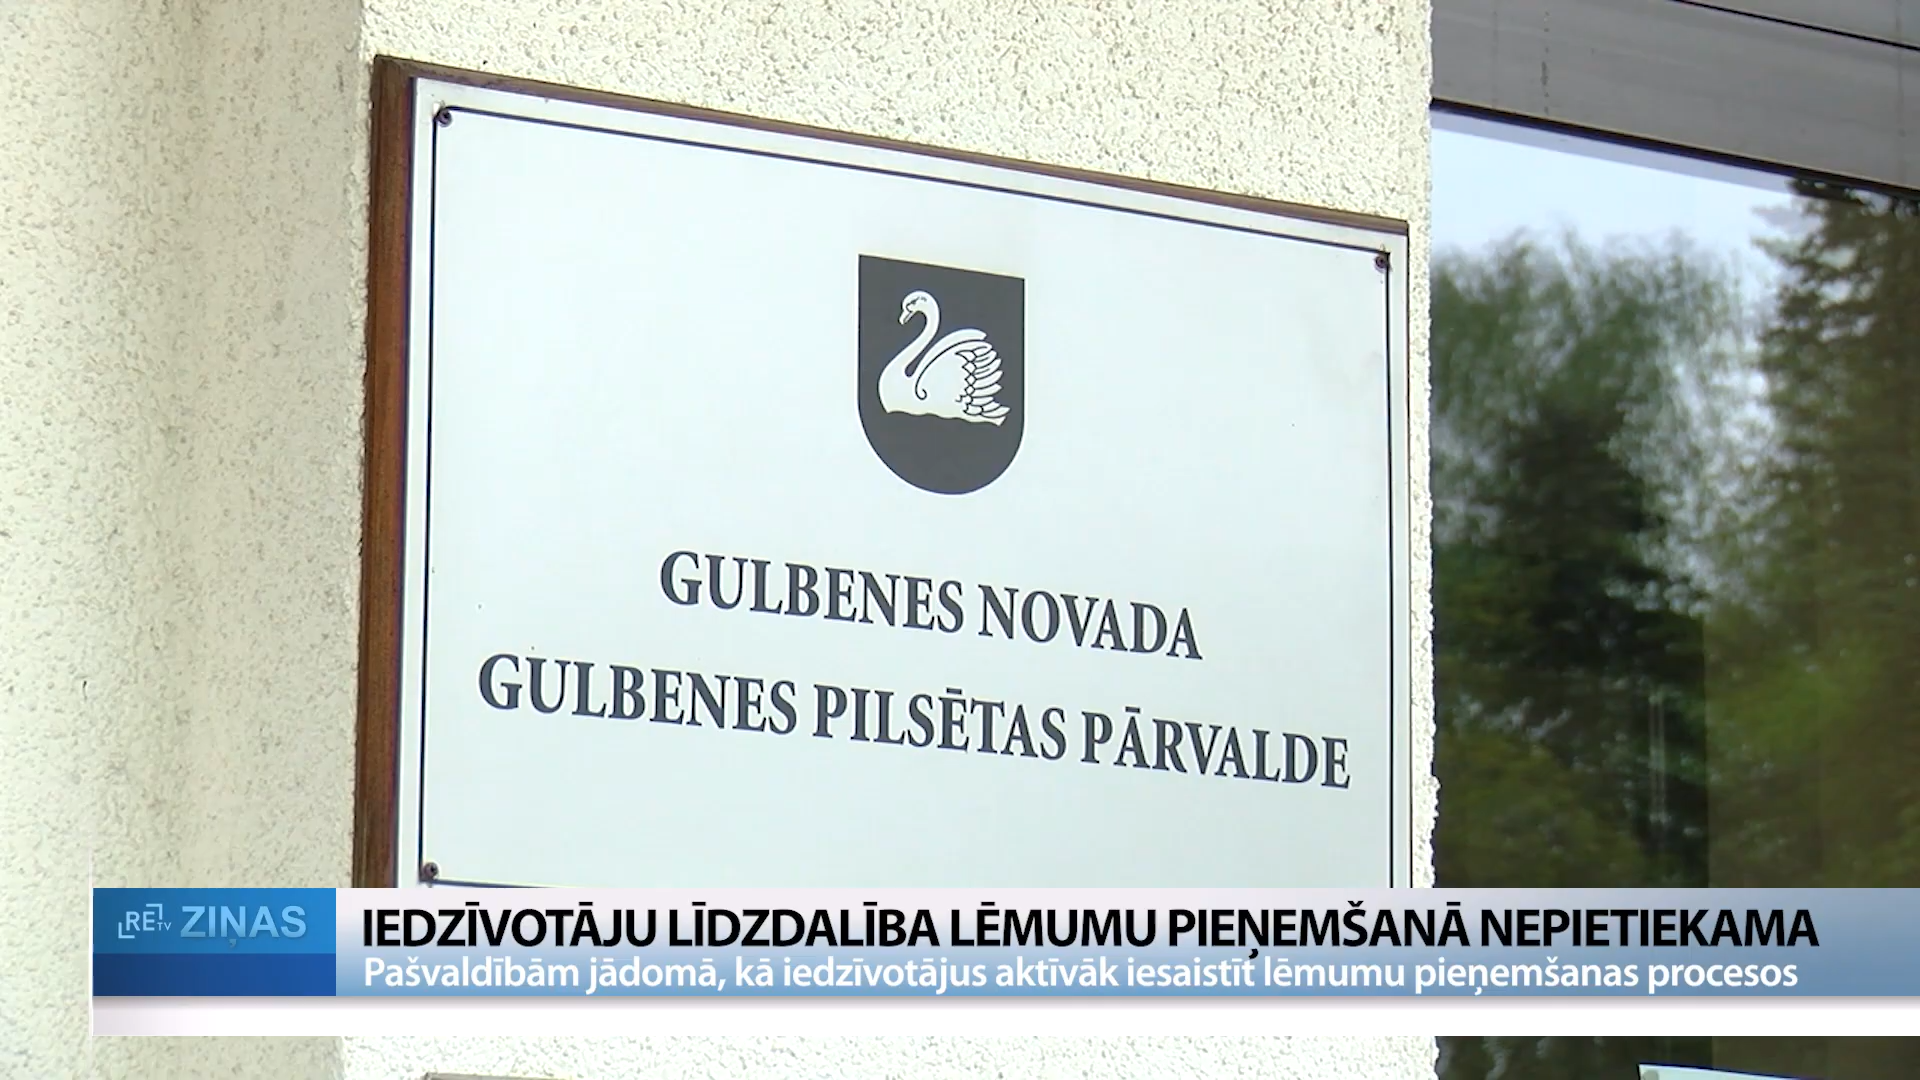 GULBENES NOVADA
GULBENES PILSĒTAS PĀRVALDE
RE TV ZIŅAS
IEDZĪVOTĀJU LĪDZDALĪBA LĒMUMU PIEŅEMŠANĀ NEPIETIEKAMA
Pašvaldībām jādomā, kā iedzīvotājus aktīvāk iesaistīt lēmumu pieņemšanas procesos